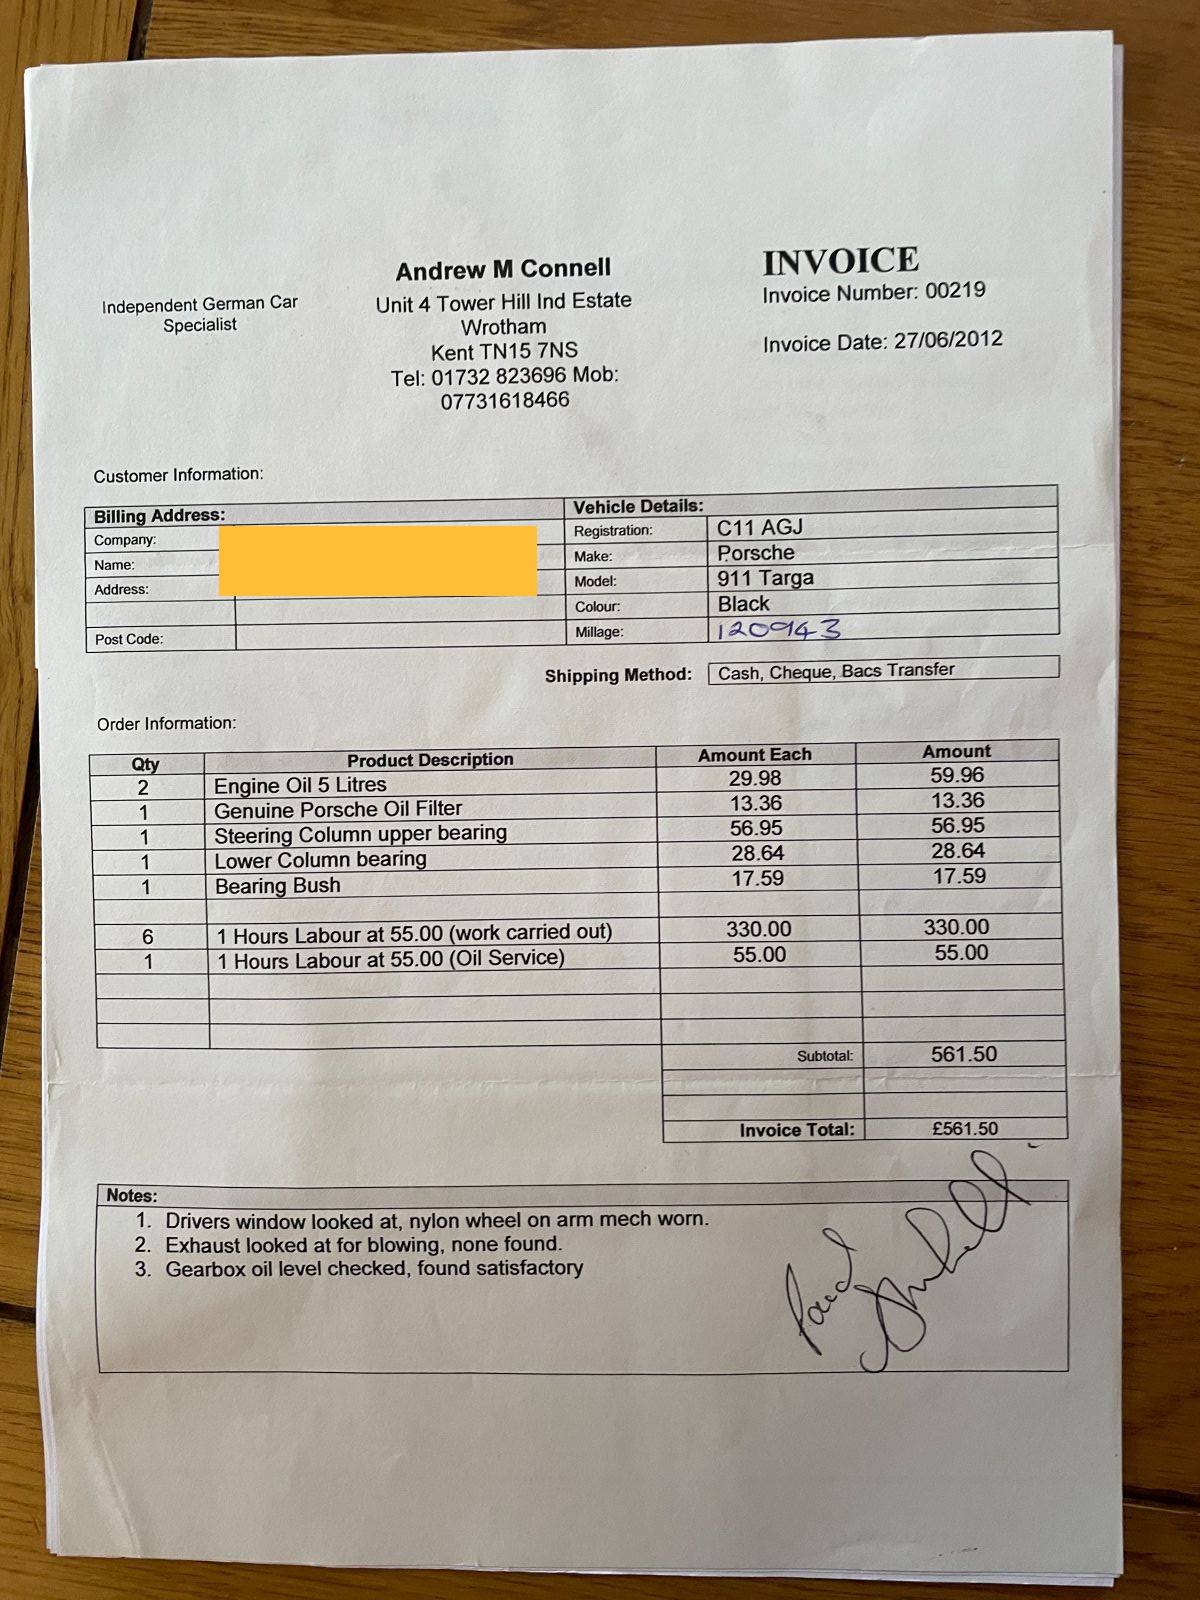 Independent German Car
Specialist
Andrew M Connell
Unit 4 Tower Hill Ind Estate
Wrotham
Kent TN15 7NS
Tel: 01732 823696 Mob:
07731618466
INVOICE
Invoice Number: 00219
Invoice Date: 27/06/2012
Customer Information:
Billing Address:
Company:
Name:
Address:
Post Code:
Vehicle Details:
Registration: C11 AGJ
Make: Porsche
Model: 911 Targa
Colour: Black
Millage: 120943
Shipping Method: Cash, Cheque, Bacs Transfer
Order Information:
Qty Product Description Amount Each Amount
2 Engine Oil 5 Litres 29.98 59.96
1 Genuine Porsche Oil Filter 13.36 13.36
1 Steering Column upper bearing 56.95 56.95
1 Lower Column bearing 28.64 28.64
1 Bearing Bush 17.59 17.59
6 1 Hours Labour at 55.00 (work carried out) 330.00 330.00
1 1 Hours Labour at 55.00 (Oil Service) 55.00 55.00
Subtotal: 561.50
Invoice Total: £561.50
Notes:
1. Drivers window looked at, nylon wheel on arm mech worn.
2. Exhaust looked at for blowing, none found.
3. Gearbox oil level checked, found satisfactory
Paid